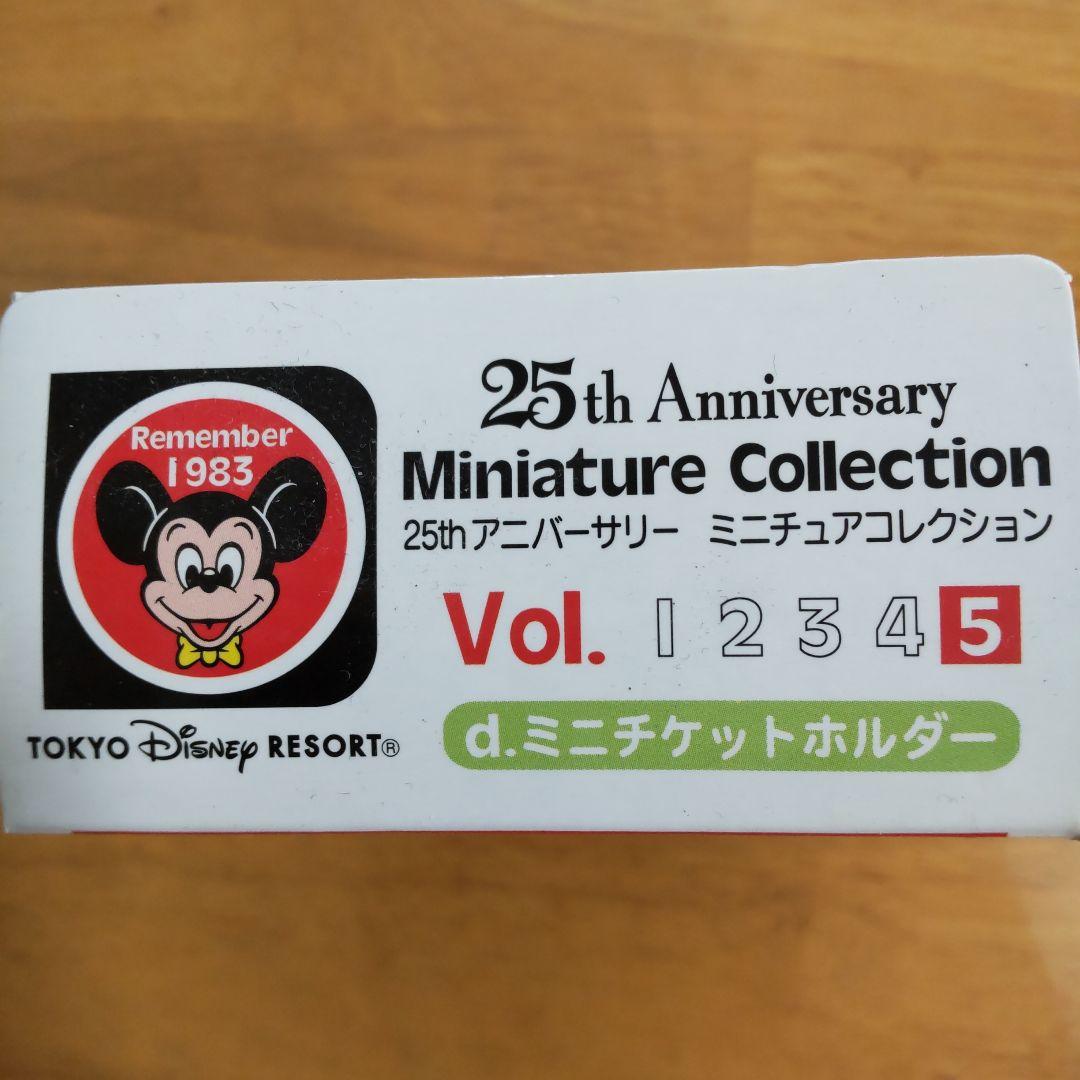 Remember
1983
TOKYO Disney RESORT®
25th Anniversary
Miniature Collection
25thアニバーサリー ミニチュアコレクション
Vol. 1 2 3 4 5
d.ミニチケットホルダー